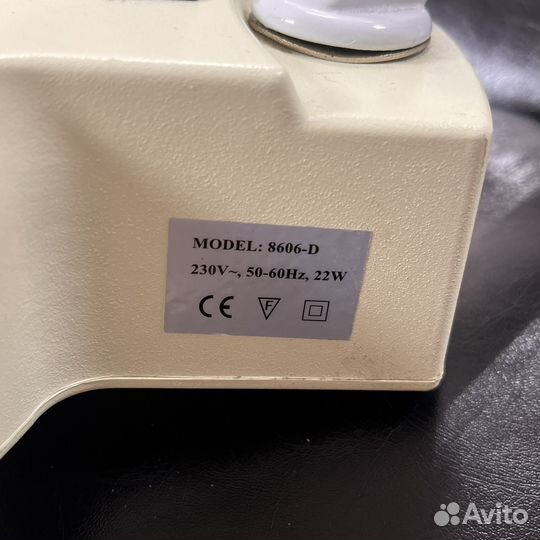 MODEL: 8606-D
230V~, 50-60Hz, 22W
CE F
Avito